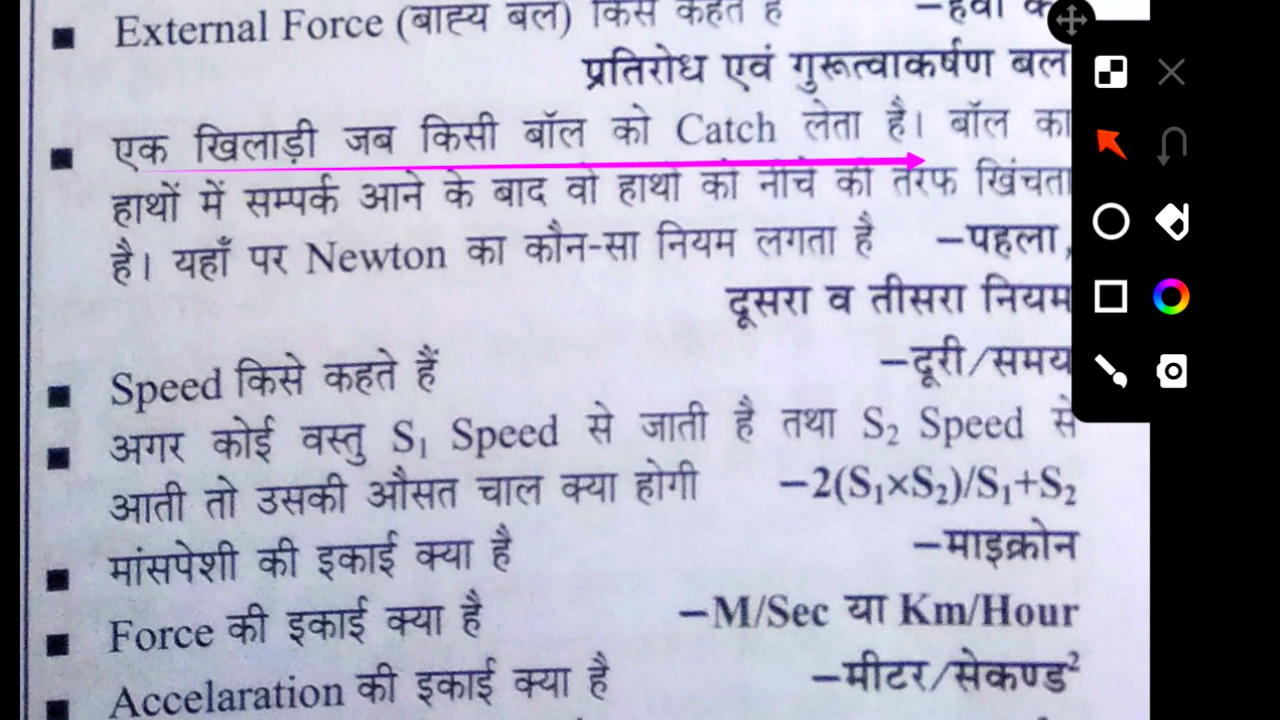 External Force (बाह्य बल) किसे कहते हैं –हवा
प्रतिरोध एवं गुरूत्वाकर्षण बल
एक खिलाड़ी जब किसी बॉल को Catch लेता है। बॉल का
हाथों में सम्पर्क आने के बाद वो हाथों को नीचे की तरफ खिंचता
है। यहाँ पर Newton का कौन-सा नियम लगता है –पहला,
दूसरा व तीसरा नियम
Speed किसे कहते हैं –दूरी/समय
अगर कोई वस्तु S₁ Speed से जाती है तथा S₂ Speed से
आती तो उसकी औसत चाल क्या होगी –2(S₁×S₂)/S₁+S₂
मांसपेशी की इकाई क्या है –माइक्रोन
Force की इकाई क्या है –M/Sec या Km/Hour
Accelaration की इकाई क्या है –मीटर/सेकण्ड²